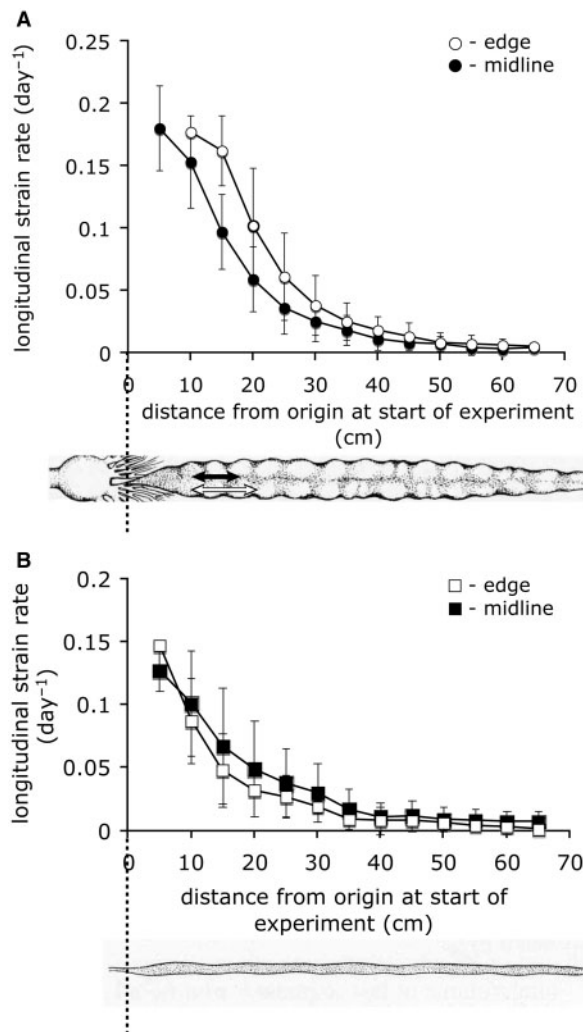 A
- edge
- midline
longitudinal strain rate (day⁻¹)
0.25
0.2
0.15
0.1
0.05
0
0 10 20 30 40 50 60 70
distance from origin at start of experiment
(cm)
B
- edge
- midline
longitudinal strain rate
(day⁻¹)
0.2
0.15
0.1
0.05
0
0 10 20 30 40 50 60 70
distance from origin at start of
experiment (cm)